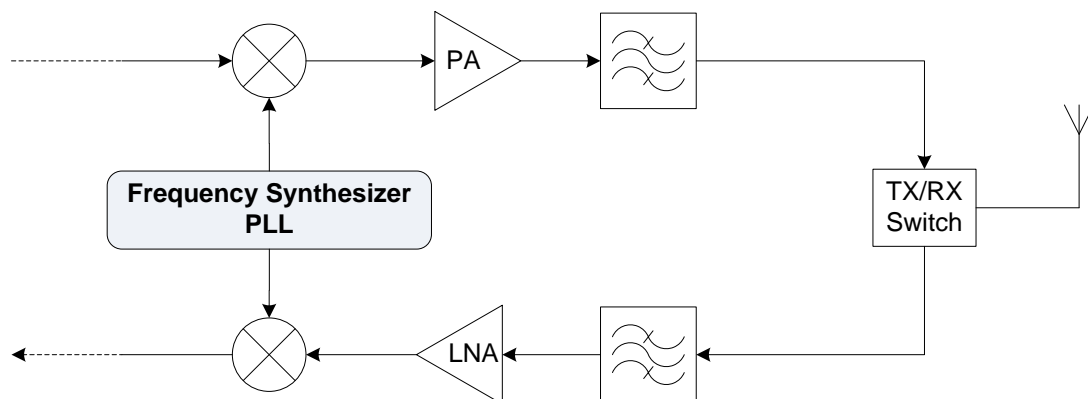 PA
Frequency Synthesizer
PLL
TX/RX
Switch
LNA